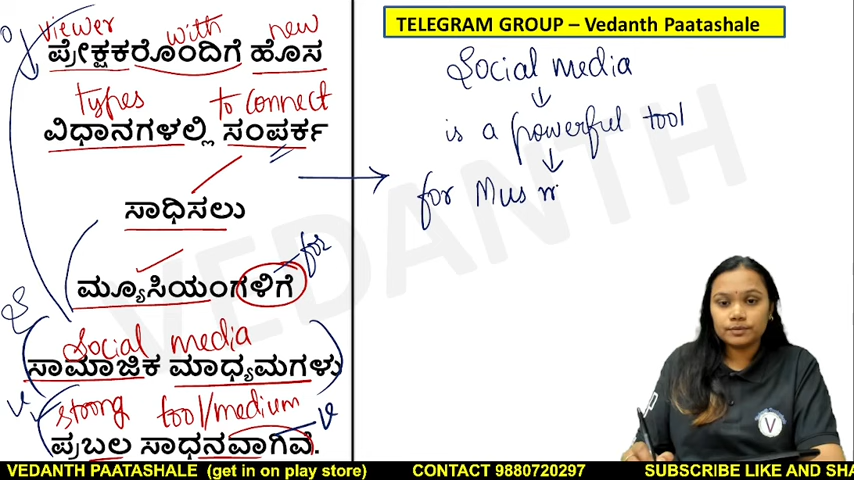 TELEGRAM GROUP – Vedanth Paatashale
viewer with new
ಪ್ರೇಕ್ಷಕರೊಂದಿಗೆ ಹೊಸ
types to connect
ವಿಧಾನಗಳಲ್ಲಿ ಸಂಪರ್ಕ
ಸಾಧಿಸಲು
for
ಮ್ಯೂಸಿಯಂಗಳಿಗೆ
S
Social media
ಸಾಮಾಜಿಕ ಮಾಧ್ಯಮಗಳು
stoong tool/medium
V
ಪ್ರಬಲ ಸಾಧನವಾಗಿವೆ.
Social media
is a powerful tool
for Mus
VEDANTH
VEDANTH PAATASHALE (get in on play store) CONTACT 9880720297 SUBSCRIBE LIKE AND SHA